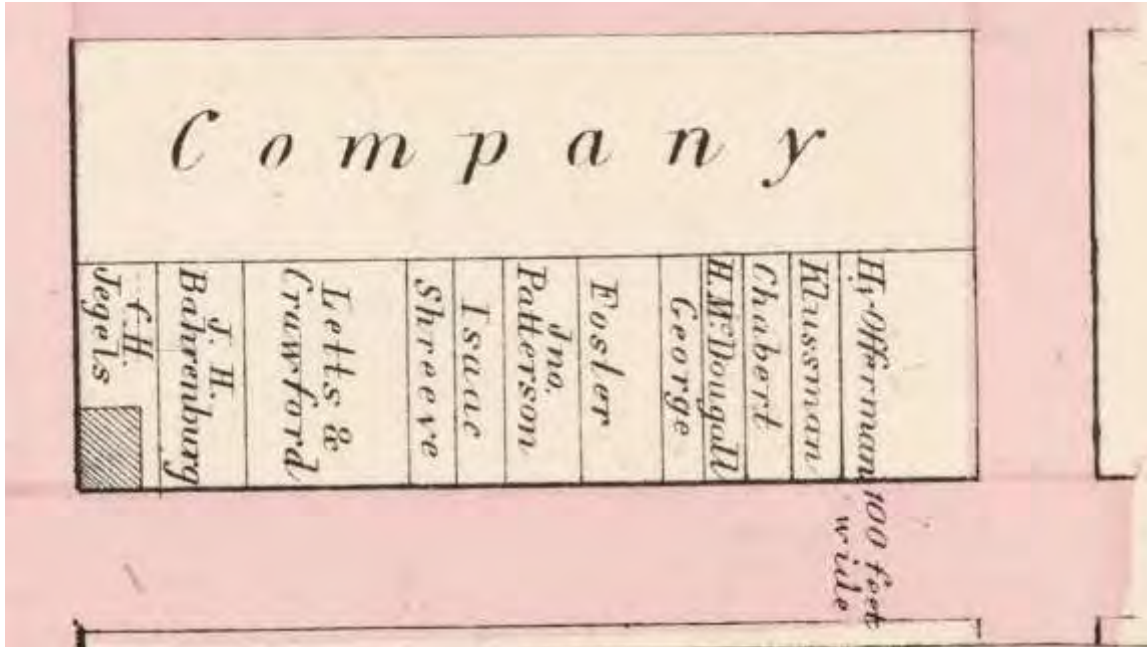 Company
C.H.
Jegels
J. H.
Bahrenburg
Letts &
Crawford
Shreeve
Isaac
Jno.
Patterson
Foster
George
H. McDougall
Chabert
Klussman
Hy. Offerman
100 feet
wide